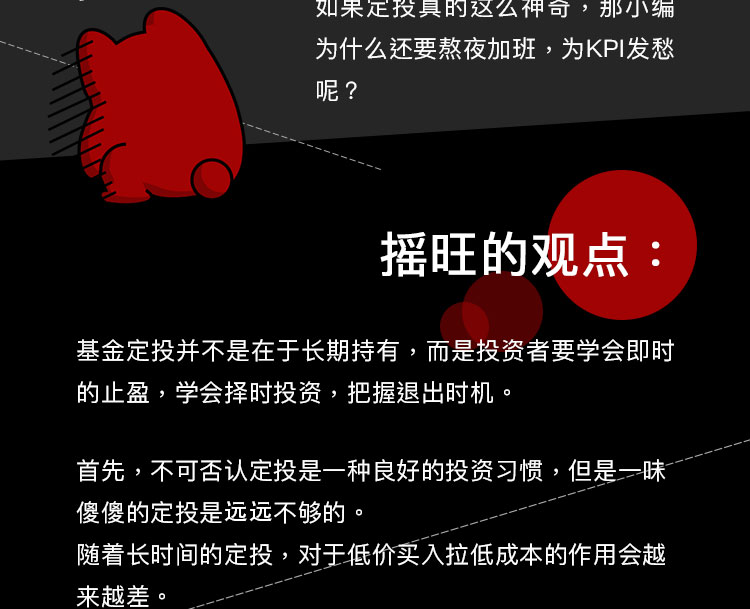 如果定投真的这么神奇，那小编
为什么还要熬夜加班，为KPI发愁
呢？
摇旺的观点：
基金定投并不是在于长期持有，而是投资者要学会即时
的止盈，学会择时投资，把握退出时机。
首先，不可否认定投是一种良好的投资习惯，但是一味
傻傻的定投是远远不够的。
随着长时间的定投，对于低价买入拉低成本的作用会越
来越差。